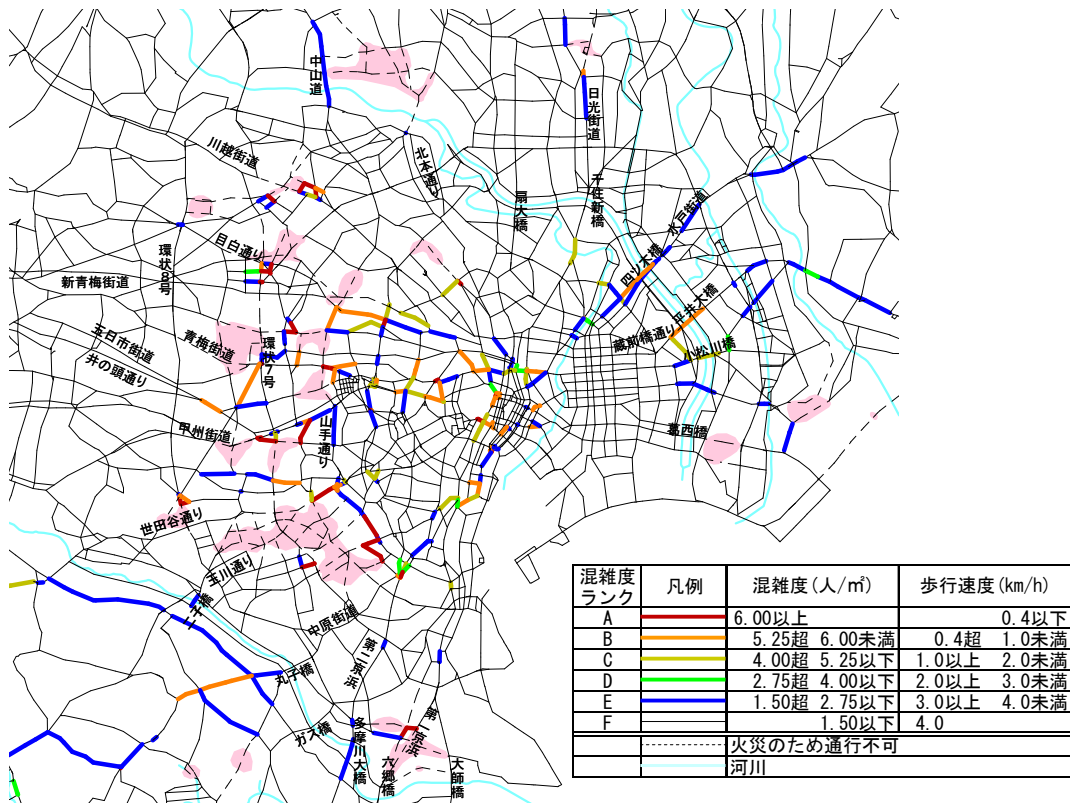 中山道
日光街道
川越街道
北本通り
扇大橋
千住新橋
水戸街道
四ツ木橋
目白通り
環状8号
新青梅街道
平井大橋
蔵前橋通り
小松川橋
五日市街道
青梅街道
環状7号
井の頭通り
甲州街道
山手通り
葛西橋
世田谷通り
玉川通り
二子橋
中原街道
第二京浜
丸子橋
ガス橋
多摩川大橋
六郷橋
第一京浜
大師橋
混雑度ランク 凡例 混雑度(人/㎡) 歩行速度(km/h)
A 6.00以上 0.4以下
B 5.25超 6.00未満 0.4超 1.0未満
C 4.00超 5.25以下 1.0以上 2.0未満
D 2.75超 4.00以下 2.0以上 3.0未満
E 1.50超 2.75以下 3.0以上 4.0未満
F 1.50以下 4.0
火災のため通行不可
河川